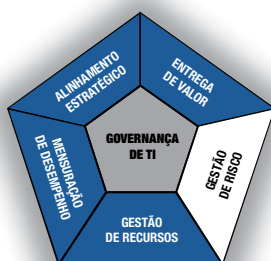 ALINHAMENTO
ESTRATÉGICO
ENTREGA
DE VALOR
GOVERNANÇA
DE TI
MENSURAÇÃO
DE DESEMPENHO
GESTÃO
DE RISCO
GESTÃO
DE RECURSOS